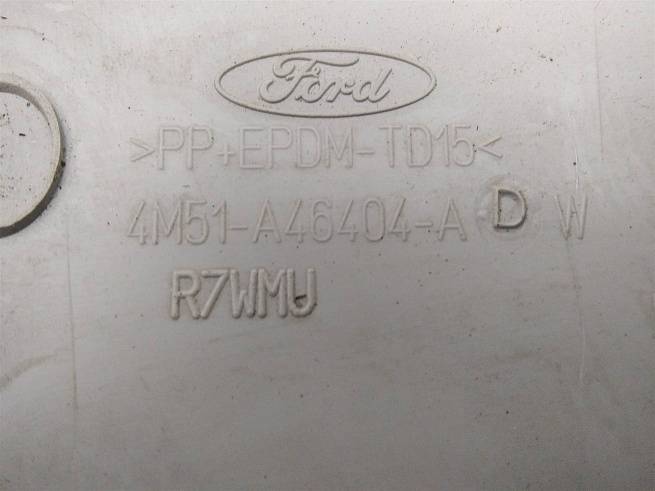 Ford
>PP+EPDM-TD15<
4M51-A46404-A D W
R7WMU